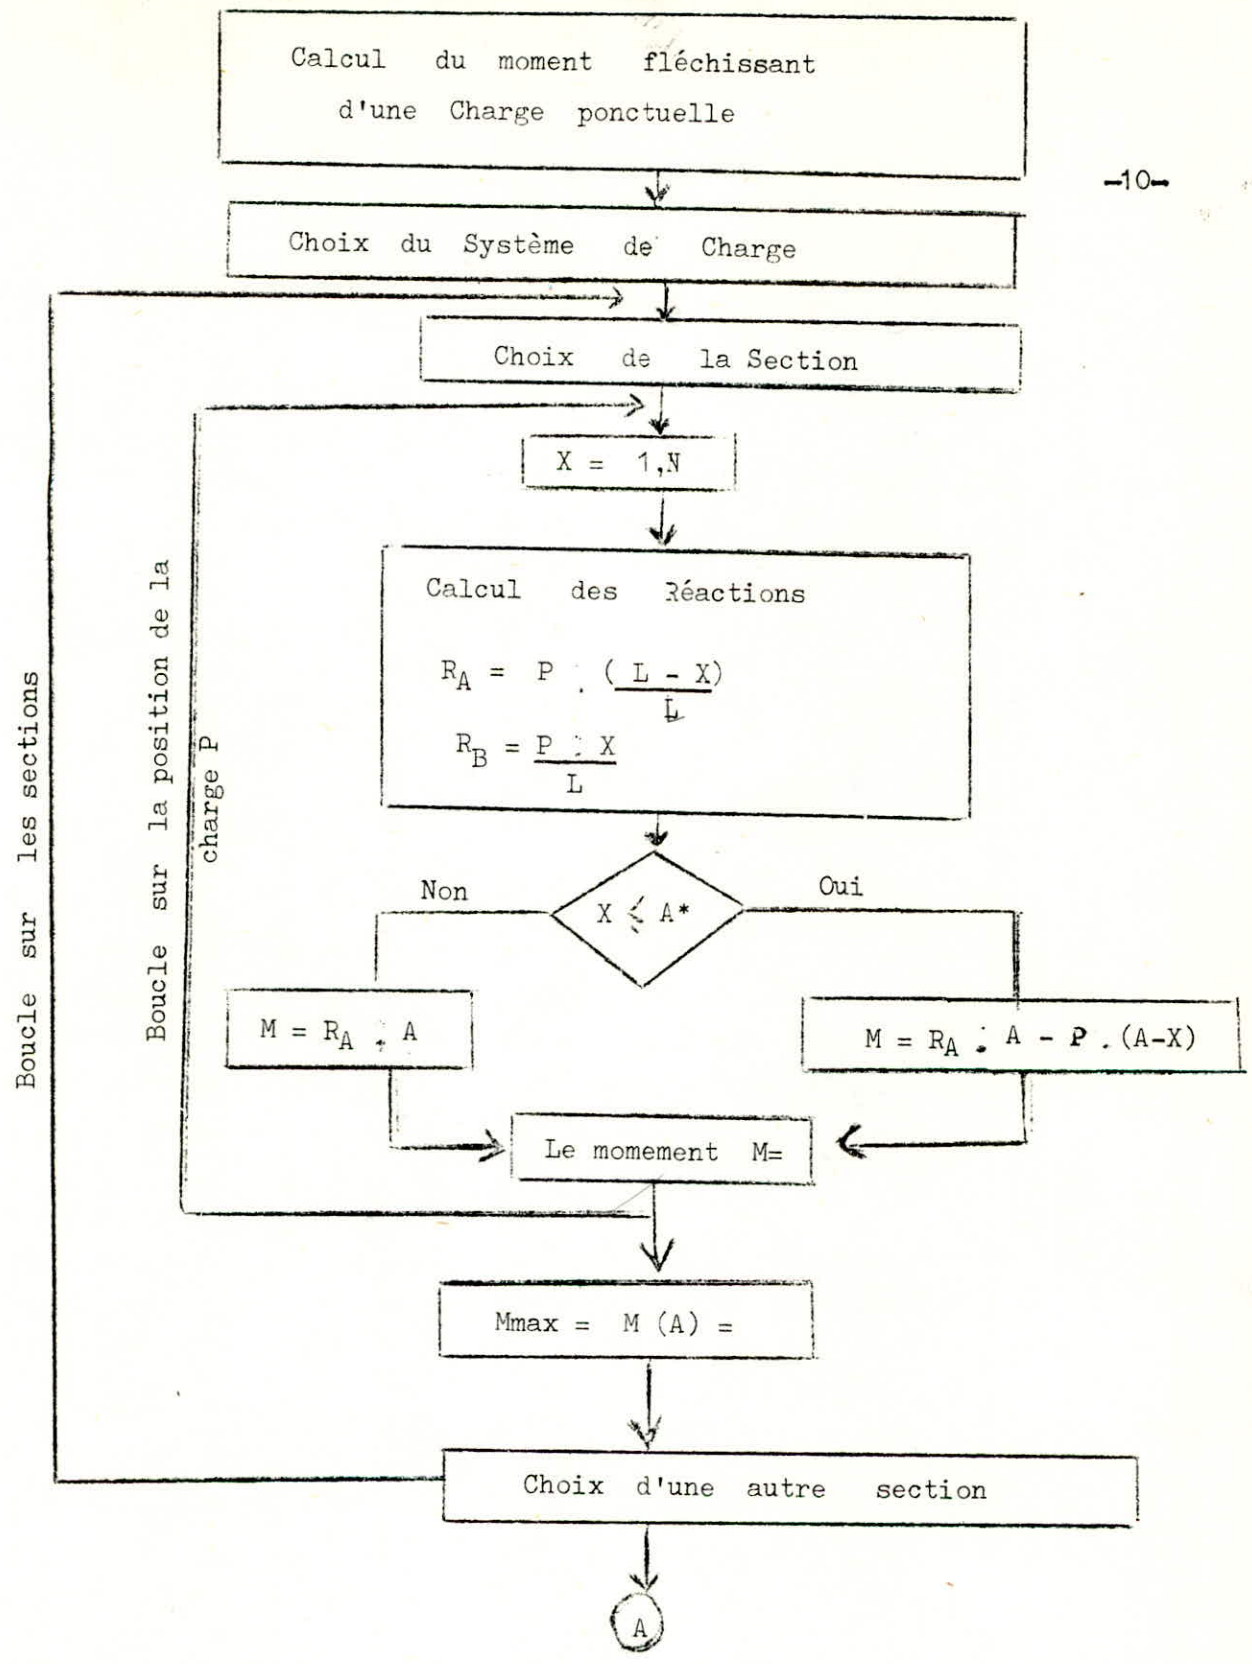 Calcul du moment fléchissant
d'une Charge ponctuelle
-10-
Choix du Système de Charge
Choix de la Section
X = 1,N
Calcul des Réactions
R_A = P . (L - X)
L
R_B = P . X
L
X ⩽ A*
Non
Oui
M = R_A . A
M = R_A . A - P . (A-X)
Le momement M=
Mmax = M (A) =
Choix d'une autre section
A
Boucle sur la position de la
charge P
Boucle sur les sections